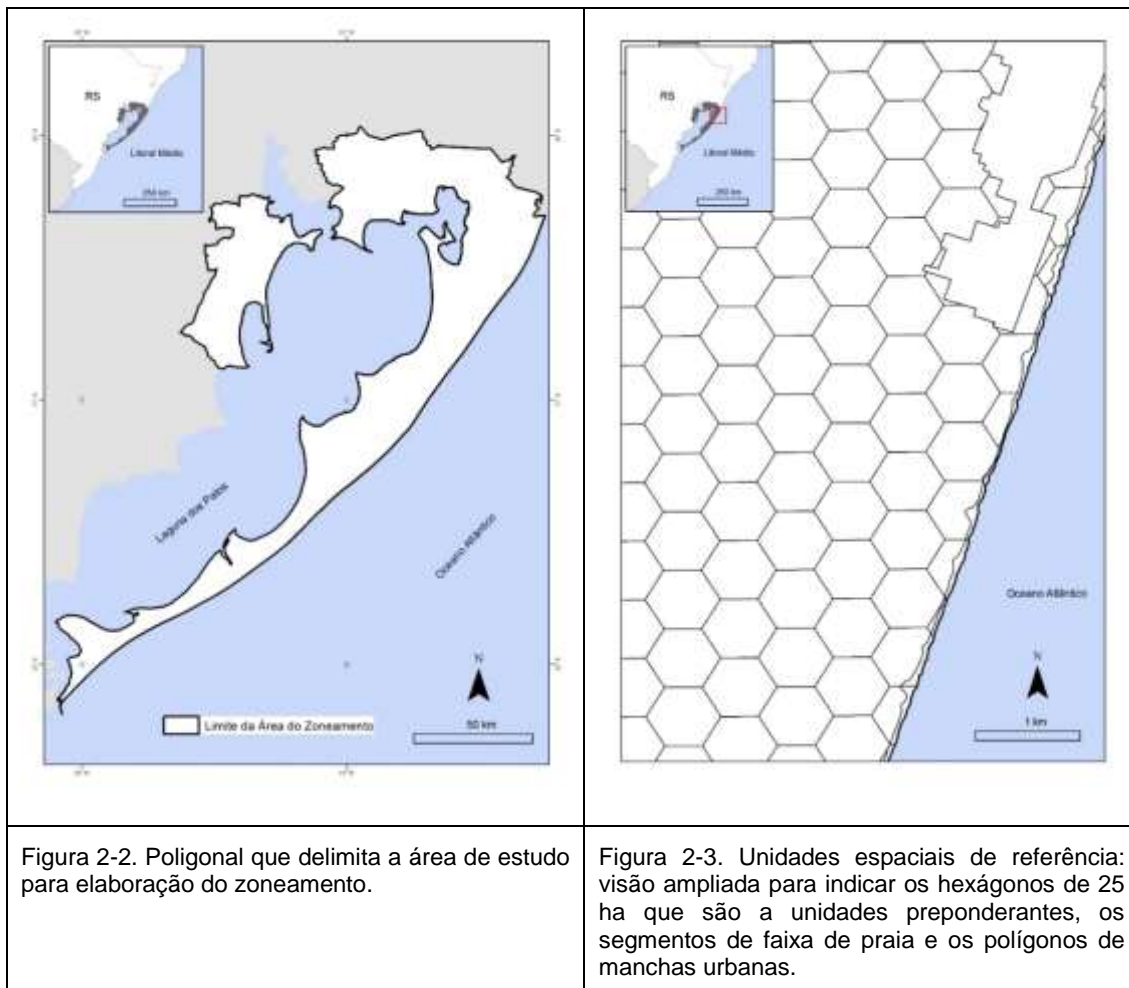 RS
Litoral Médio
250 km
Laguna dos Patos
Oceano Atlântico
N
Limite da Área do Zoneamento
50 km
RS
Litoral Médio
250 km
Oceano Atlântico
N
1 km
Figura 2-2. Poligonal que delimita a área de estudo
para elaboração do zoneamento.
Figura 2-3. Unidades espaciais de referência:
visão ampliada para indicar os hexágonos de 25
ha que são a unidades preponderantes, os
segmentos de faixa de praia e os polígonos de
manchas urbanas.